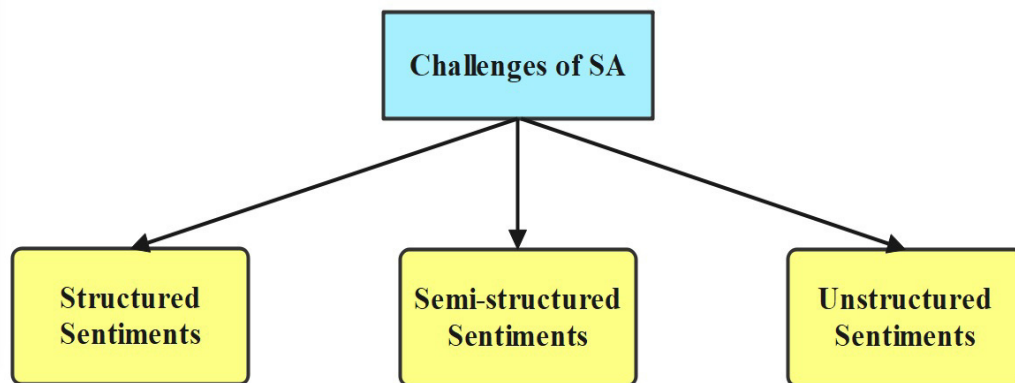 Challenges of SA
Structured
Sentiments
Semi-structured
Sentiments
Unstructured
Sentiments